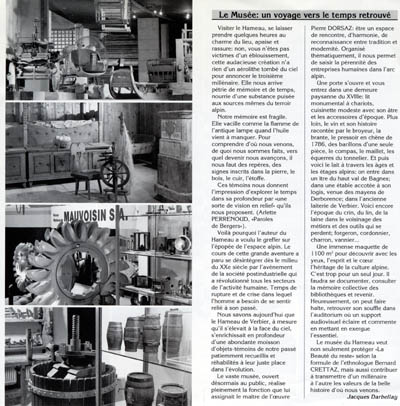 Le Musée: un voyage vers le temps retrouvé
Visiter le Hameau, se laisser
prendre quelques heures au
charme du lieu, apaise et
rassure: non, vous n'êtes pas
victimes d'un éblouissement,
cette audacieuse création n'a
rien d'un aérolithe tombé du ciel
pour annoncer le troisième
millénaire. Elle nous arrive
pétrie de mémoire et de temps,
nourrie d'une substance puisée
aux sources mêmes du terroir
alpin.
Notre mémoire est fragile.
Elle vacille comme la flamme de
l'antique lampe quand l'huile
vient à manquer. Pour
comprendre d'où nous venons,
de quoi nous sommes faits, vers
quel devenir nous avançons, il
nous faut des repères, des
signes inscrits dans la pierre, le
bois, le cuir, l'étoffe.
Ces témoins nous donnent
l'impression d'explorer le temps
dans sa profondeur par «une
sorte de vision en relief» qu'ils
nous proposent. (Arlette
PERRENOUD, «Paroles
de Bergers»).
Voilà pourquoi l'auteur du
Hameau a voulu le greffer sur
l'épopée de l'espace alpin. Le
cours de cette grande aventure a
paru se désintégrer dès le milieu
du XXe siècle par l'avènement
de la société postindustrielle qui
a révolutionné tous les secteurs
de l'activité humaine. Temps de
rupture et de crise dans lequel
l'homme a besoin de se sentir
relié à son passé.
Nous savons aujourd'hui que
le Hameau de Verbier, à mesure
qu'il s'élevait à la face du ciel,
s'enrichissait en profondeur
d'une abondante moisson
d'objets-témoins de notre passé
patiemment recueillis et
réhabilités à leur juste place
dans l'évolution.
Le vaste musée, ouvert
désormais au public, réalise
pleinement la fonction que lui
assignait le maître de l'œuvre
Pierre DORSAZ: être un espace
de rencontre, d'harmonie, de
reconnaissance entre tradition et
modernité. Organisé
thématiquement, il nous permet
de saisir la pérennité des
entreprises humaines dans l'arc
alpin.
Une porte s'ouvre et vous
entrez dans une demeure
paysanne du XVIIIe: lit
monumental à chariots,
cuisinette modeste avec son âtre
et les accessoires d'époque. Plus
loin, le vin et son histoire
racontée par le broyeur, la
brante, le pressoir en chêne de
1786, des barillons d'une seule
pièce, le compas, le maillet, les
équerres du tonnelier. Et puis
voici le lait à travers les âges et
les étages alpins: on entre dans
un itre du haut val de Bagnes;
dans une étable accotée à son
logis, venue des mayens de
Derborence; dans l'ancienne
laiterie de Verbier. Voici encore
l'époque du crin, du lin, de la
laine dans le voisinage des
métiers et des outils qui se
perdent; forgeron, cordonnier,
charron, vannier...
Une immense maquette de
1100 m² pour découvrir avec les
yeux, l'esprit et le cœur
l'héritage de la culture alpine.
C'est trop pour un seul jour. Il
faudra se documenter, consulter
la mémoire collective des
bibliothèques et revenir.
Heureusement, on peut faire
halte, retrouver son souffle dans
l'auditorium où un support
audiovisuel éclaire et commente
en mettant en exergue
l'essentiel.
Le musée du Hameau veut
non seulement protéger «La
Beauté du reste» selon la
formule de l'ethnologue Bernard
CRETTAZ, mais aussi contribuer
à transmettre d'un millénaire
à l'autre les valeurs de la belle
histoire d'où nous venons.
Jacques Darbellay
MAUVOISIN S.A.